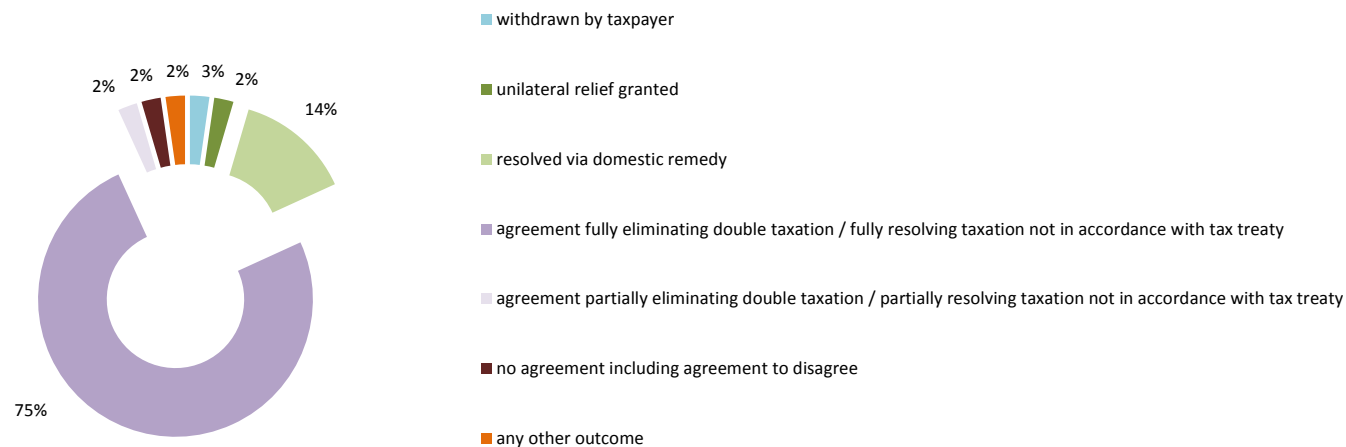 withdrawn by taxpayer
2% 2% 2% 3% 2%
unilateral relief granted
14%
resolved via domestic remedy
agreement fully eliminating double taxation / fully resolving taxation not in accordance with tax treaty
agreement partially eliminating double taxation / partially resolving taxation not in accordance with tax treaty
no agreement including agreement to disagree
75%
any other outcome